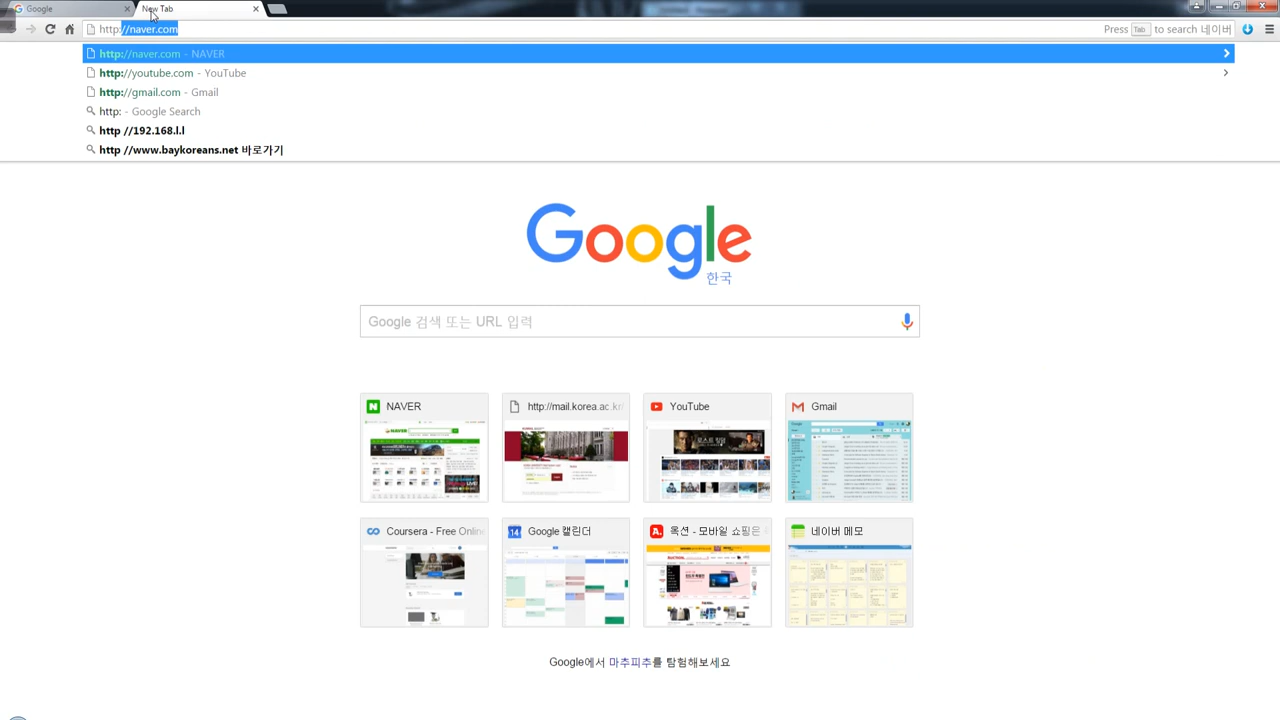 Google
New Tab
http://naver.com
Press Tab to search 네이버
http://naver.com - NAVER
http://youtube.com - YouTube
http://gmail.com - Gmail
http: - Google Search
http //192.168.l.l
http //www.baykoreans.net 바로가기
Google
한국
Google 검색 또는 URL 입력
NAVER
http://mail.korea.ac.kr/
YouTube
Gmail
Coursera - Free Online
14 Google 캘린더
A. 옥션 - 모바일 쇼핑은
네이버 메모
Google에서 마추피추를 탐험해보세요